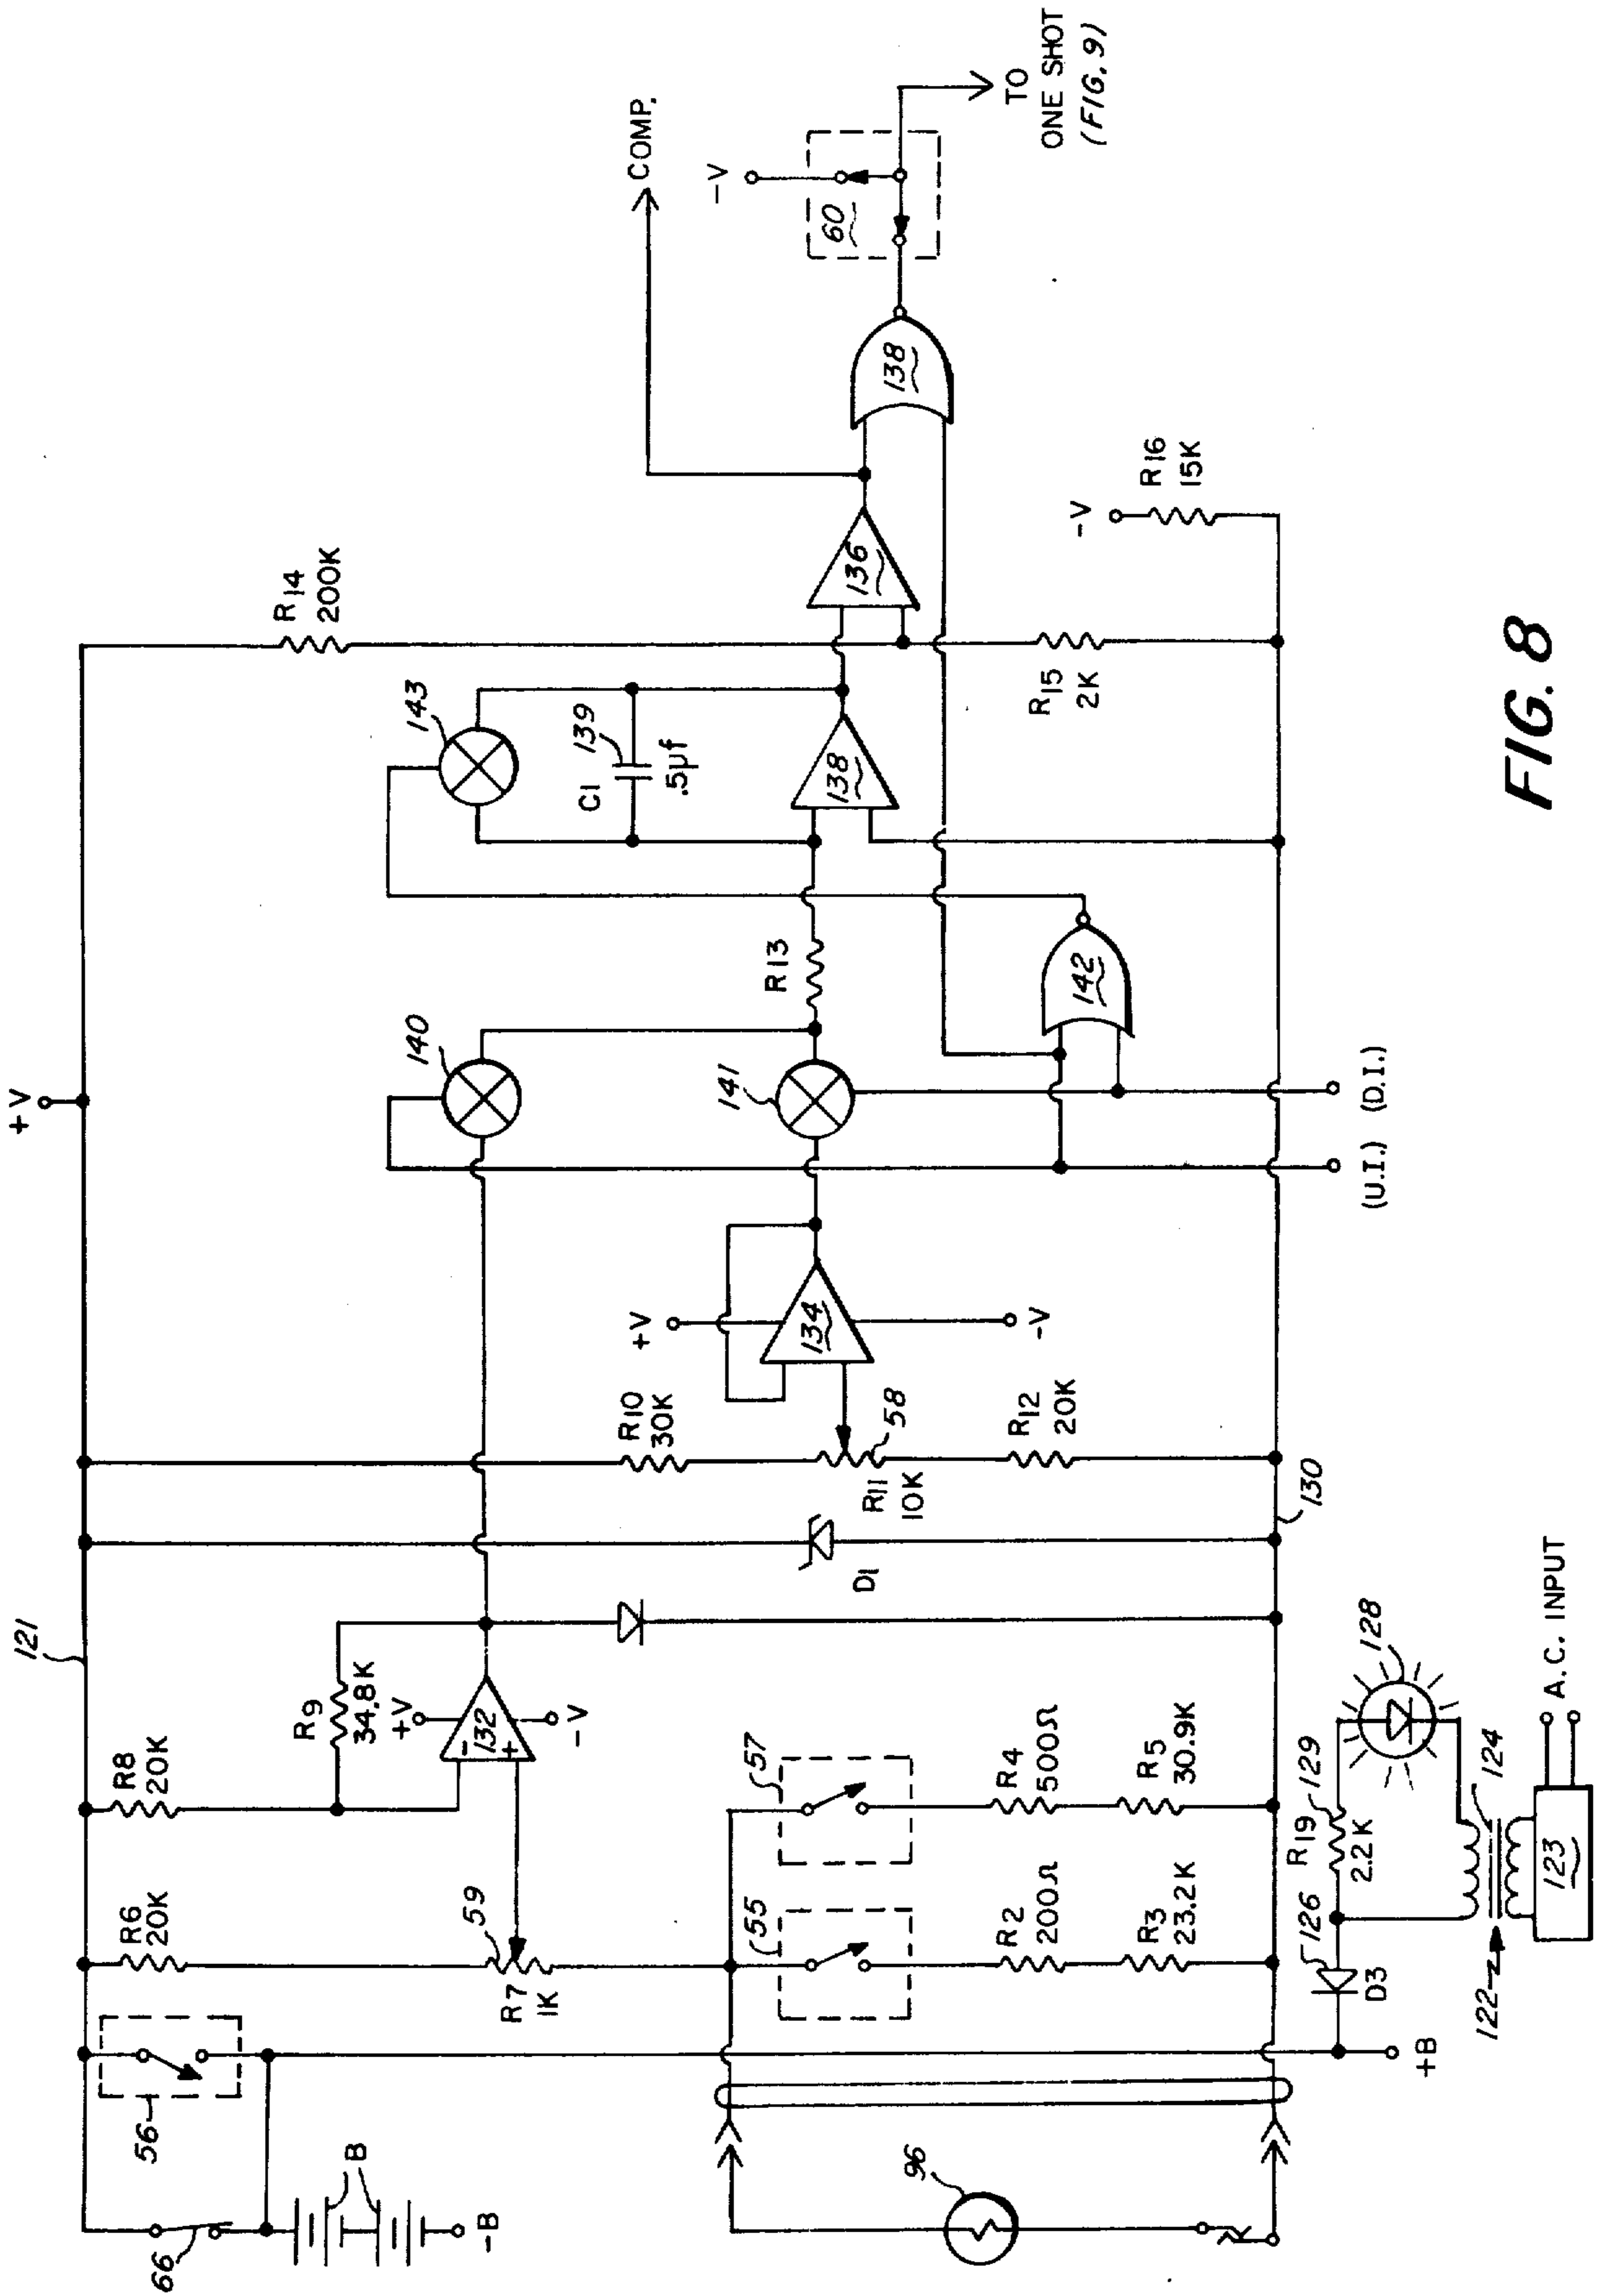 +V
121
R8
20K
R6
20K
56
66
B
-B
R9
34.8K
+V
132
-
+
-V
59
R7
1K
R10
30K
+V
134
-V
58
R11
10K
R12
20K
D1
130
57
55
R4
500Ω
R5
30.9K
R2
200Ω
R3
23.2K
96
140
141
R13
143
C1
139
.5μf
138
142
R14
200K
136
R15
2K
-V
R16
15K
138
COMP.
-V
60
TO
ONE SHOT
(FIG. 9)
(U.I.)
(D.I.)
128
R19
129
2.2K
126
D3
+B
122
124
123
A.C. INPUT
FIG. 8